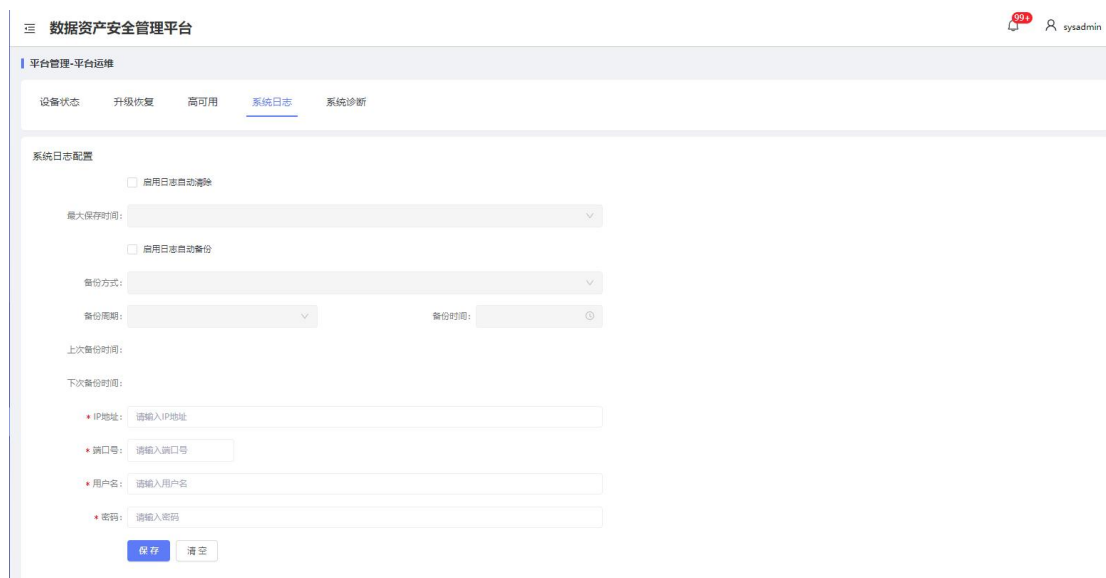 数据资产安全管理平台 99+ sysadmin
平台管理-平台运维
设备状态 升级恢复 高可用 系统日志 系统诊断
系统日志配置
启用日志自动清除
最大保存时间:
启用日志自动备份
备份方式:
备份周期: 备份时间:
上次备份时间:
下次备份时间:
* IP地址: 请输入IP地址
* 端口号: 请输入端口号
* 用户名: 请输入用户名
* 密码: 请输入密码
保存 清空